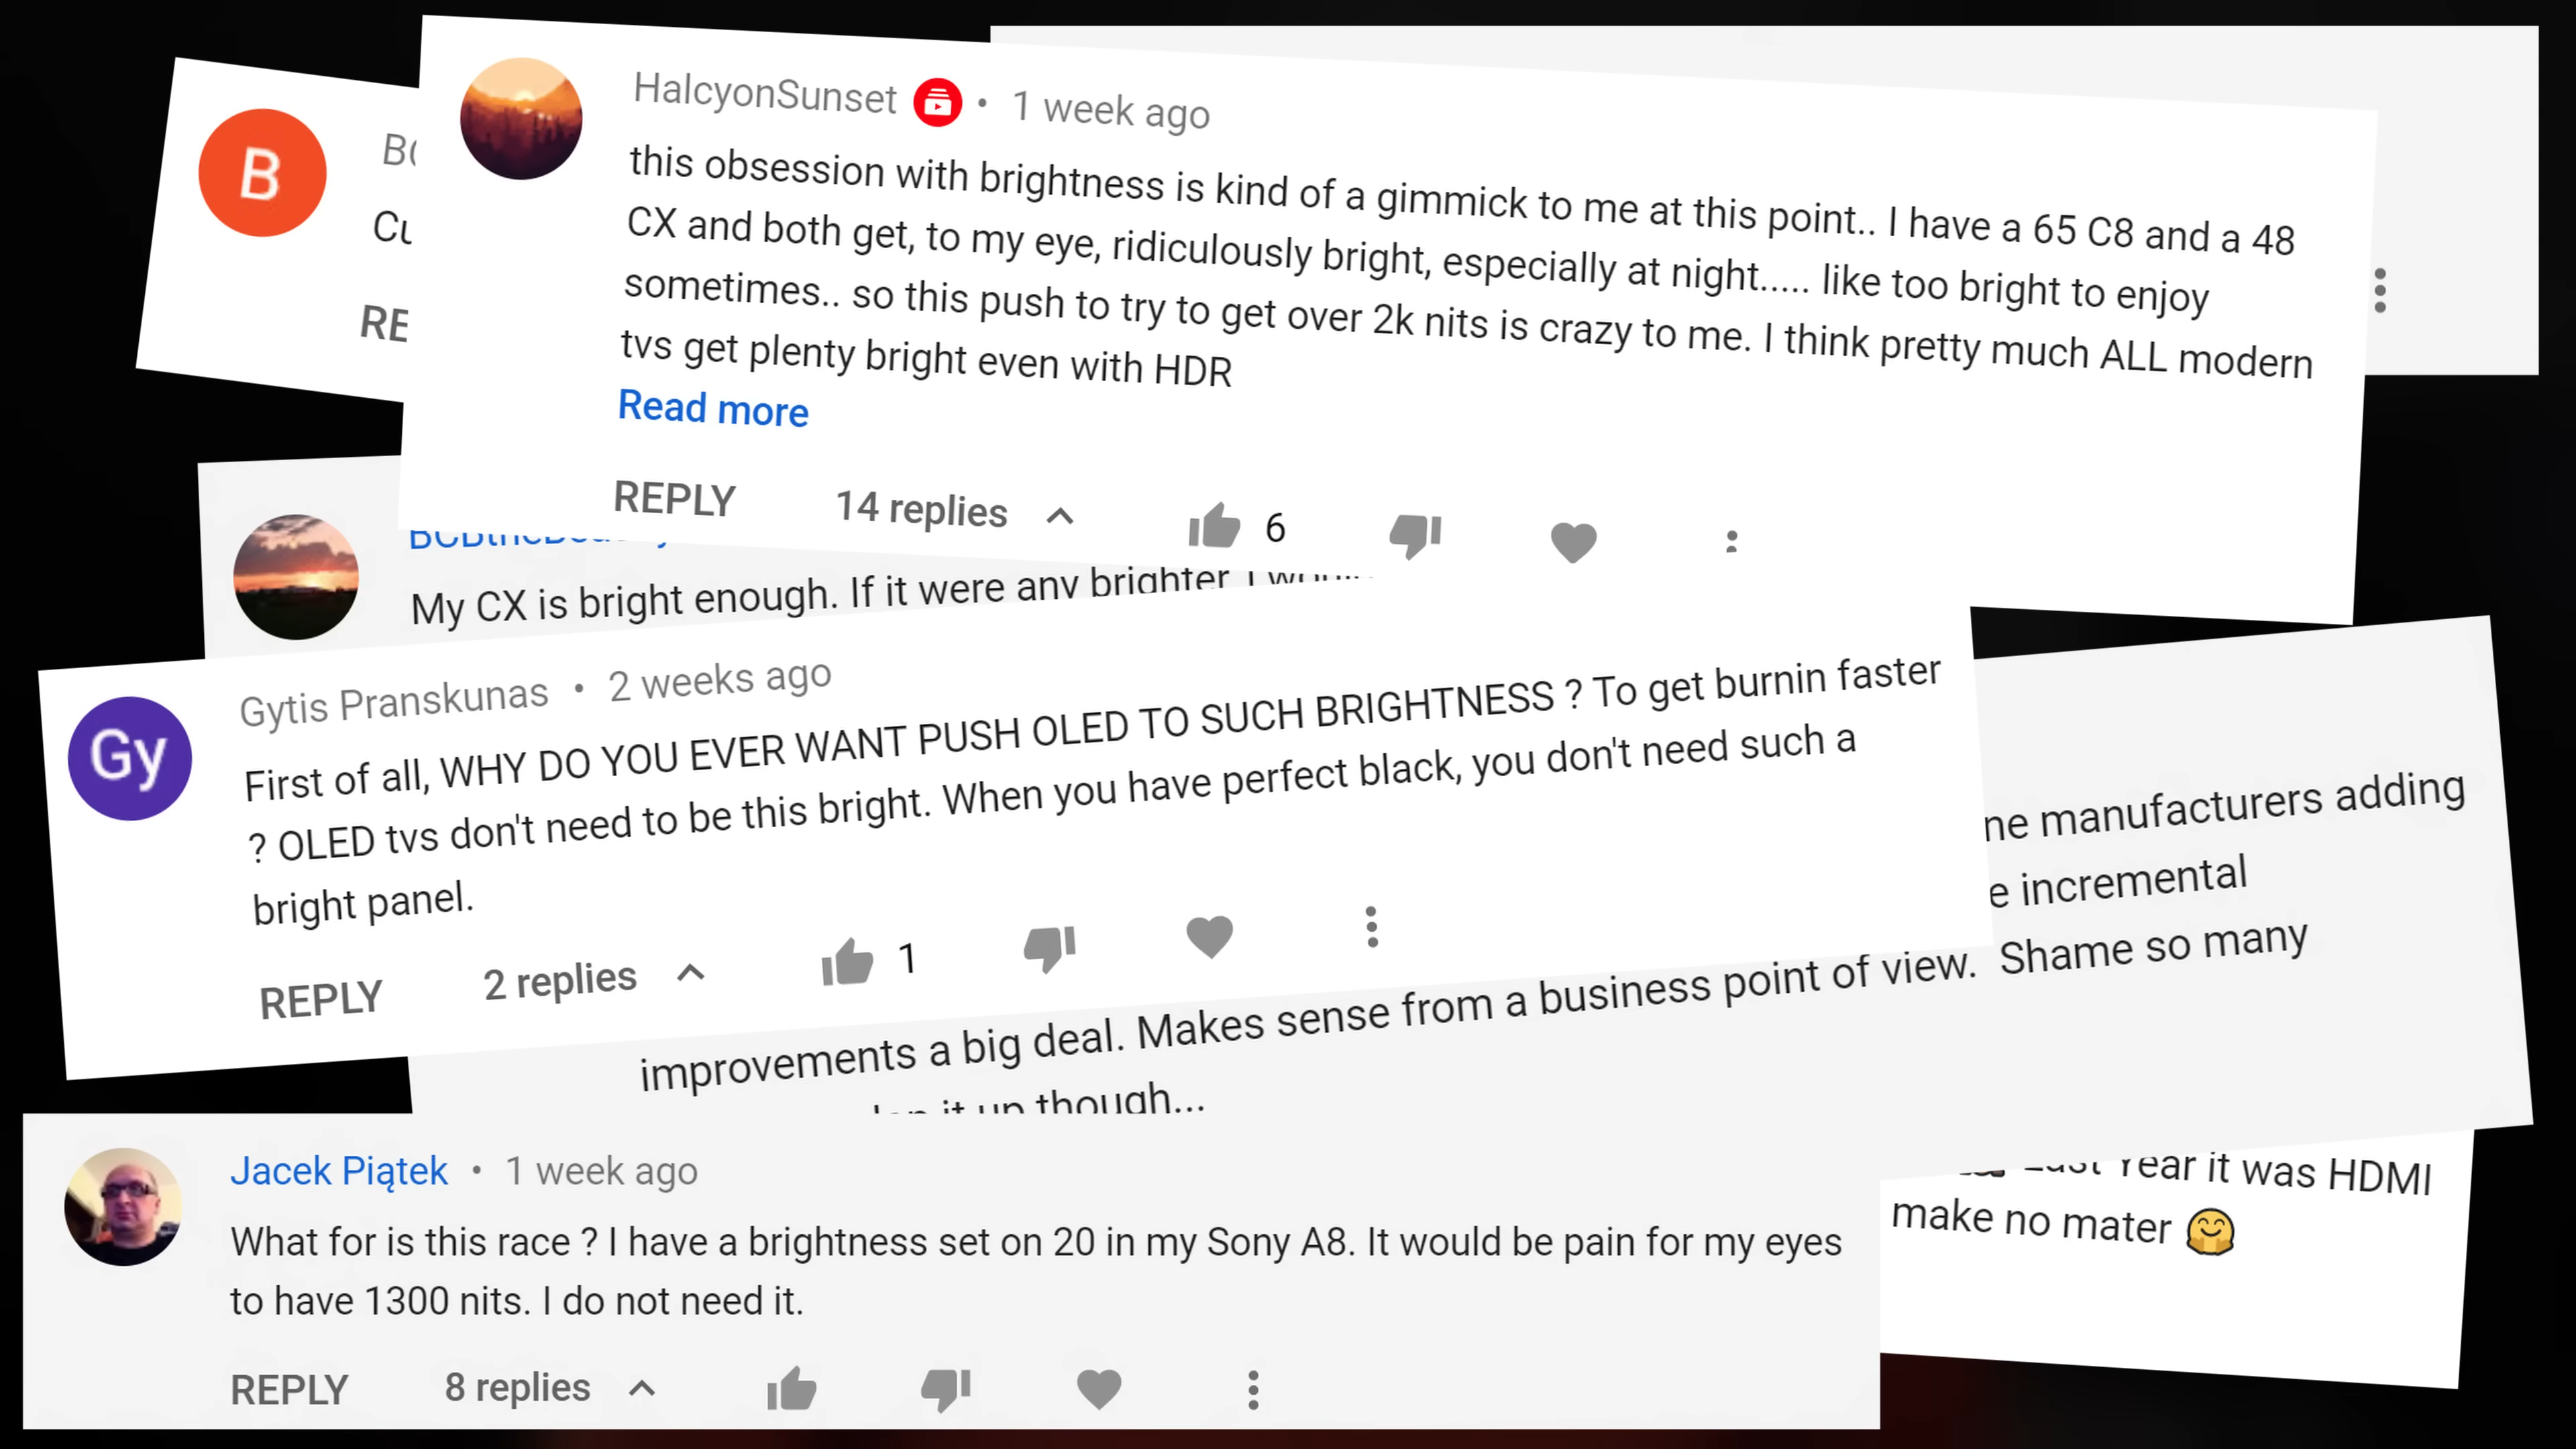 B
HalcyonSunset • 1 week ago
this obsession with brightness is kind of a gimmick to me at this point.. I have a 65 C8 and a 48
CX and both get, to my eye, ridiculously bright, especially at night..... like too bright to enjoy
sometimes.. so this push to try to get over 2k nits is crazy to me. I think pretty much ALL modern
tvs get plenty bright even with HDR
Read more
REPLY 14 replies 6
My CX is bright enough. If it were any brighter I
Gy
Gytis Pranskunas • 2 weeks ago
First of all, WHY DO YOU EVER WANT PUSH OLED TO SUCH BRIGHTNESS ? To get burnin faster
? OLED tvs don't need to be this bright. When you have perfect black, you don't need such a
bright panel.
REPLY 2 replies 1
manufacturers adding
incremental
improvements a big deal. Makes sense from a business point of view. Shame so many
it up though...
Jacek Piątek • 1 week ago
What for is this race ? I have a brightness set on 20 in my Sony A8. It would be pain for my eyes
to have 1300 nits. I do not need it.
REPLY 8 replies
Last Year it was HDMI
make no mater 🤗